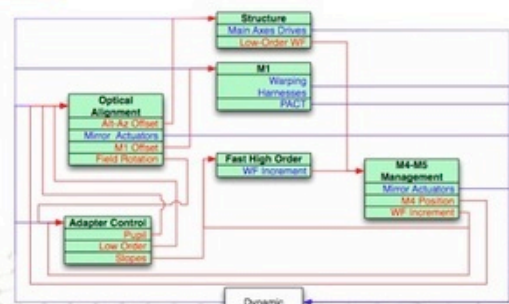 Structure
Main Axes Drives
Low-Order WF
M1
Warping
Harnesses
PACT
Optical
Alignment
Alt-Az Offset
Mirror Actuators
M1 Offset
Field Rotation
Fast High Order
WF Increment
M4-M5
Management
Mirror Actuators
M4 Position
WF Increment
Adapter Control
Pupil
Low Order
Slopes
Dynamic